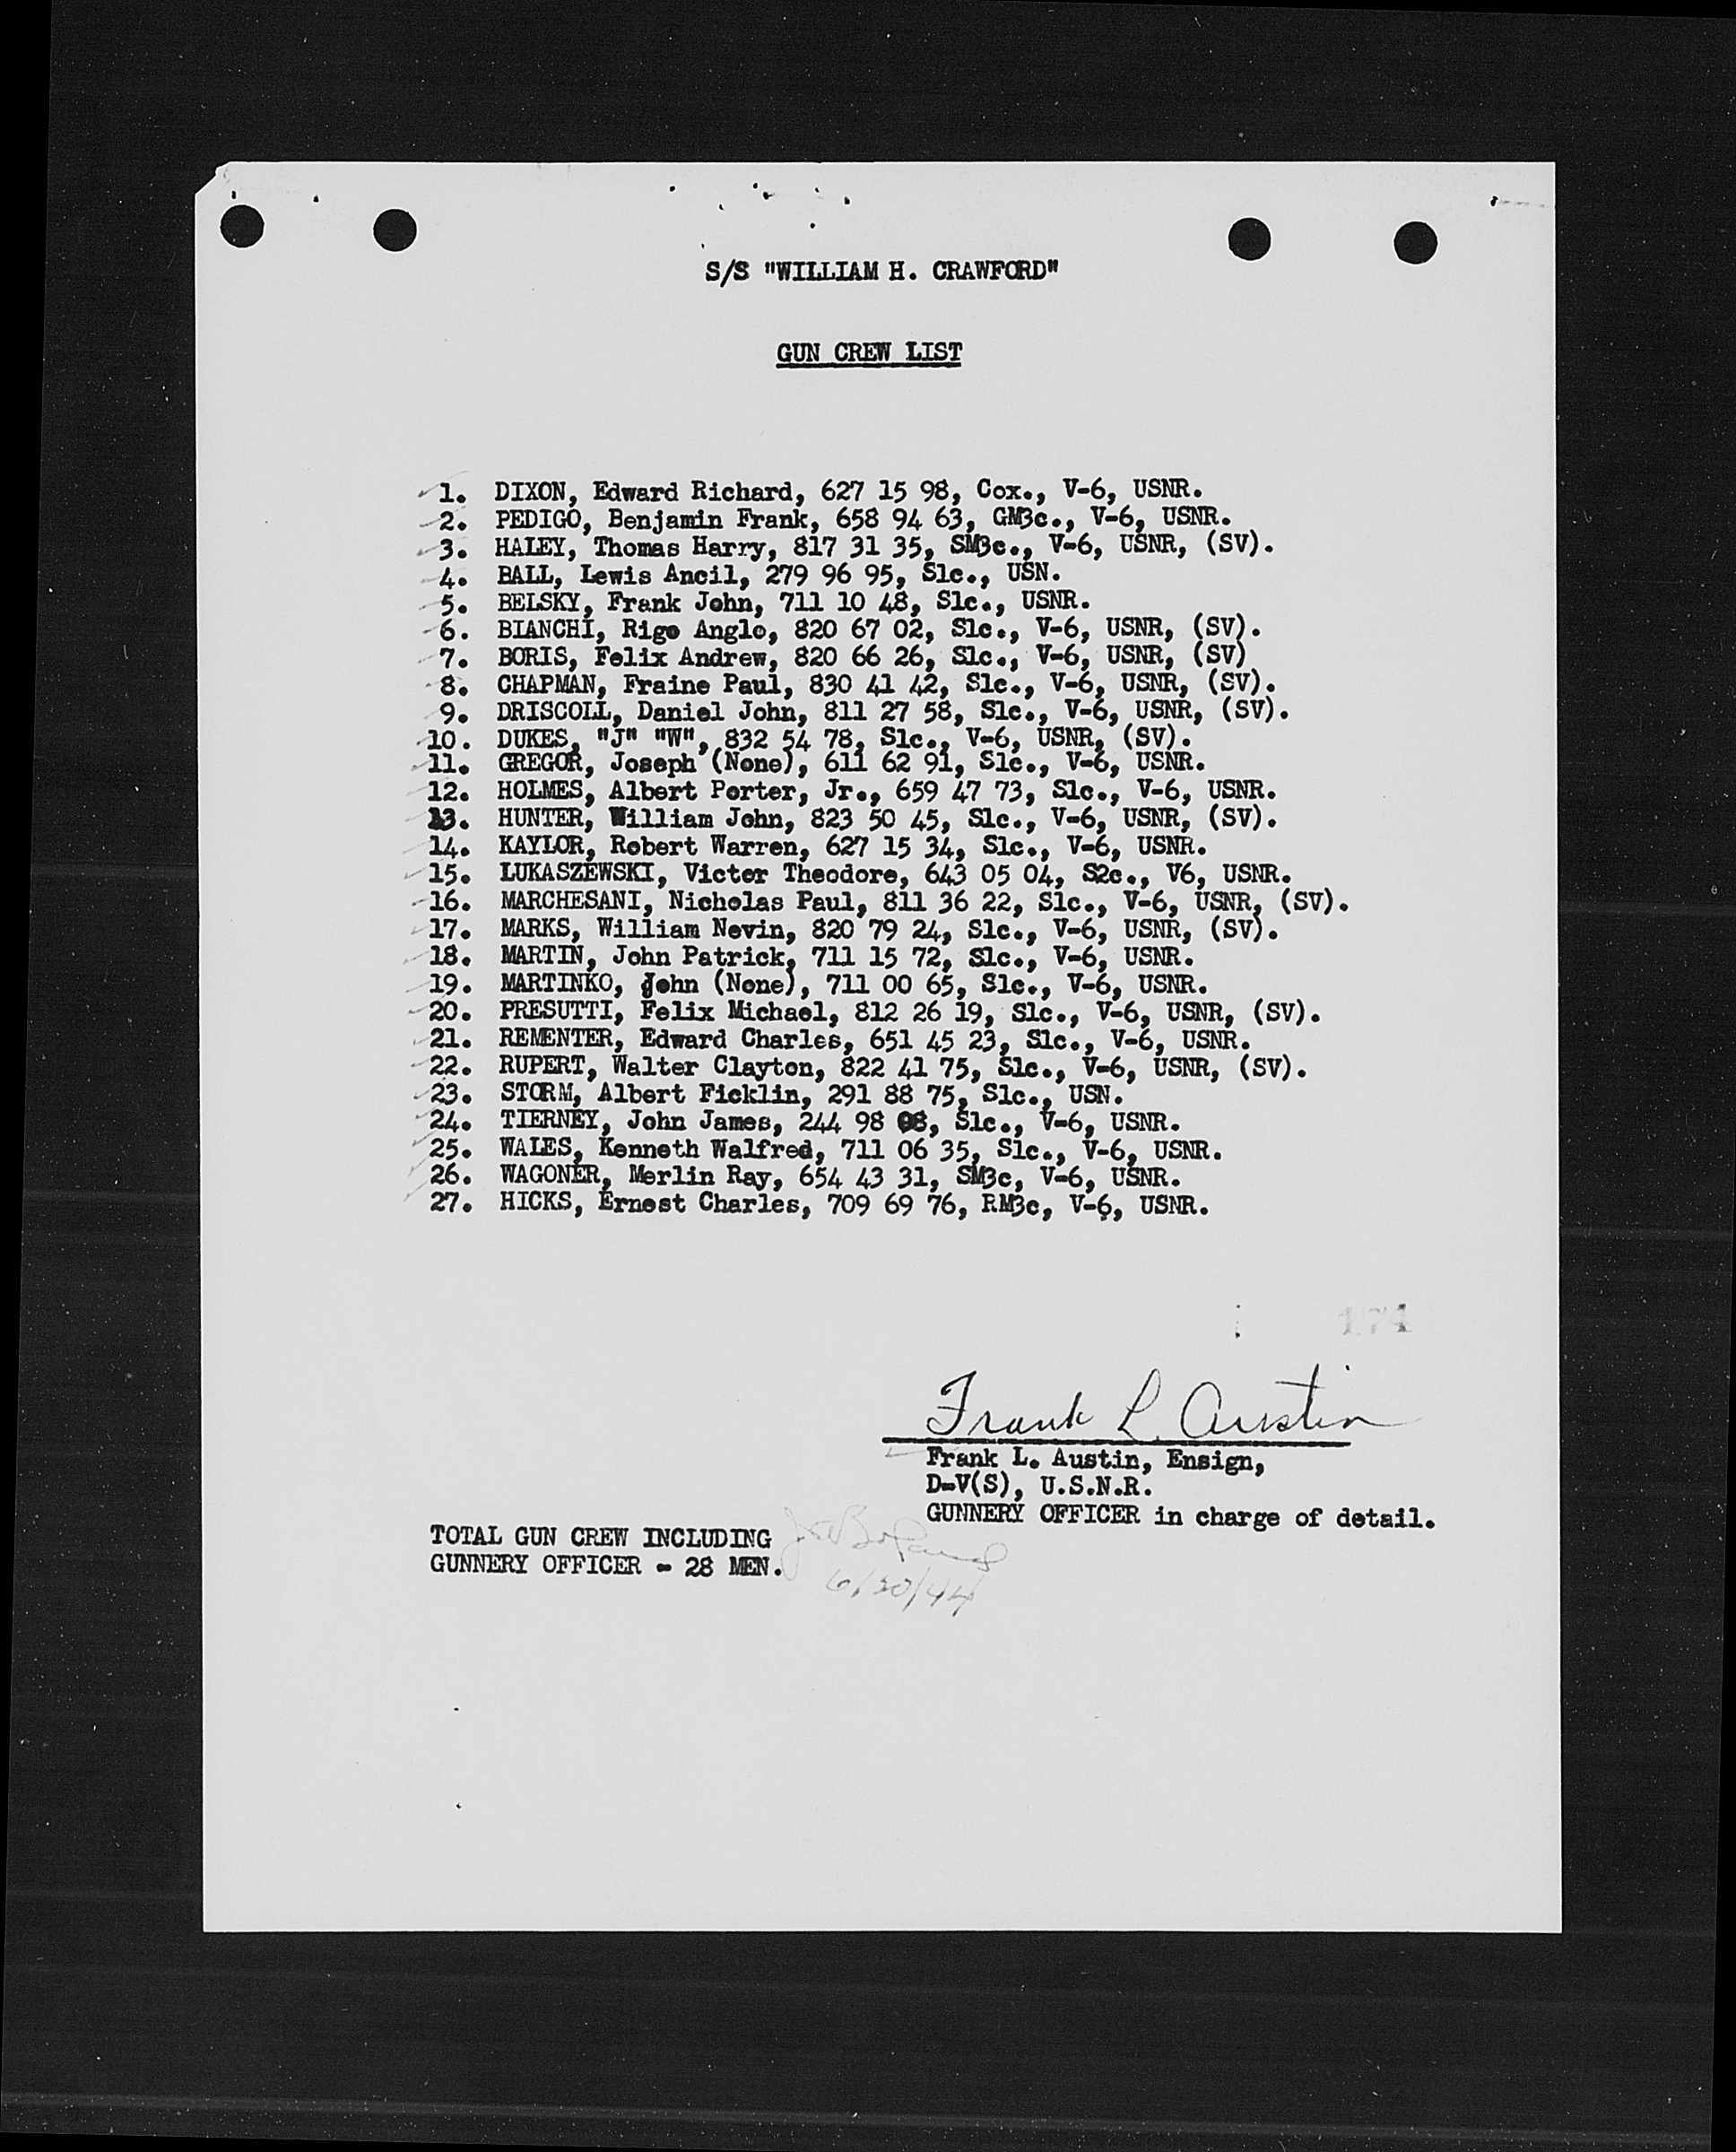 S/S "WILLIAM H. CRAWFORD"
GUN CREW LIST
1. DIXON, Edward Richard, 627 15 98, Cox., V-6, USNR.
2. PEDIGO, Benjamin Frank, 658 94 63, GM3c., V-6, USNR.
3. HALEY, Thomas Harry, 817 31 35, SM3c., V-6, USNR, (SV).
4. BALL, Lewis Ancil, 279 96 95, S1c., USN.
5. BELSKY, Frank John, 711 10 48, S1c., USNR.
6. BIANCHI, Rigo Anglo, 820 67 02, S1c., V-6, USNR, (SV).
7. BORIS, Felix Andrew, 820 66 26, S1c., V-6, USNR, (SV)
8. CHAPMAN, Fraine Paul, 830 41 42, S1c., V-6, USNR, (SV).
9. DRISCOLL, Daniel John, 811 27 58, S1c., V-6, USNR, (SV).
10. DUKES, "J" "W", 832 54 78, S1c., V-6, USNR, (SV).
11. GREGOR, Joseph (None), 611 62 91, S1c., V-6, USNR.
12. HOLMES, Albert Porter, Jr., 659 47 73, S1c., V-6, USNR.
13. HUNTER, William John, 823 50 45, S1c., V-6, USNR, (SV).
14. KAYLOR, Robert Warren, 627 15 34, S1c., V-6, USNR.
15. LUKASZEWSKI, Victor Theodore, 643 05 04, S2c., V6, USNR.
16. MARCHESANI, Nicholas Paul, 811 36 22, S1c., V-6, USNR, (SV).
17. MARKS, William Nevin, 820 79 24, S1c., V-6, USNR, (SV).
18. MARTIN, John Patrick, 711 15 72, S1c., V-6, USNR.
19. MARTINKO, John (None), 711 00 65, S1c., V-6, USNR.
20. PRESUTTI, Felix Michael, 812 26 19, S1c., V-6, USNR, (SV).
21. REMENTER, Edward Charles, 651 45 23, S1c., V-6, USNR.
22. RUPERT, Walter Clayton, 822 41 75, S1c., V-6, USNR, (SV).
23. STORM, Albert Ficklin, 291 88 75, S1c., USN.
24. TIERNEY, John James, 244 98 08, S1c., V-6, USNR.
25. WALES, Kenneth Walfred, 711 06 35, S1c., V-6, USNR.
26. WAGONER, Merlin Ray, 654 43 31, SM3c, V-6, USNR.
27. HICKS, Ernest Charles, 709 69 76, RM3c, V-6, USNR.
174
Frank L. Austin
Frank L. Austin, Ensign,
D-V(S), U.S.N.R.
GUNNERY OFFICER in charge of detail.
TOTAL GUN CREW INCLUDING
GUNNERY OFFICER - 28 MEN.
6/30/44